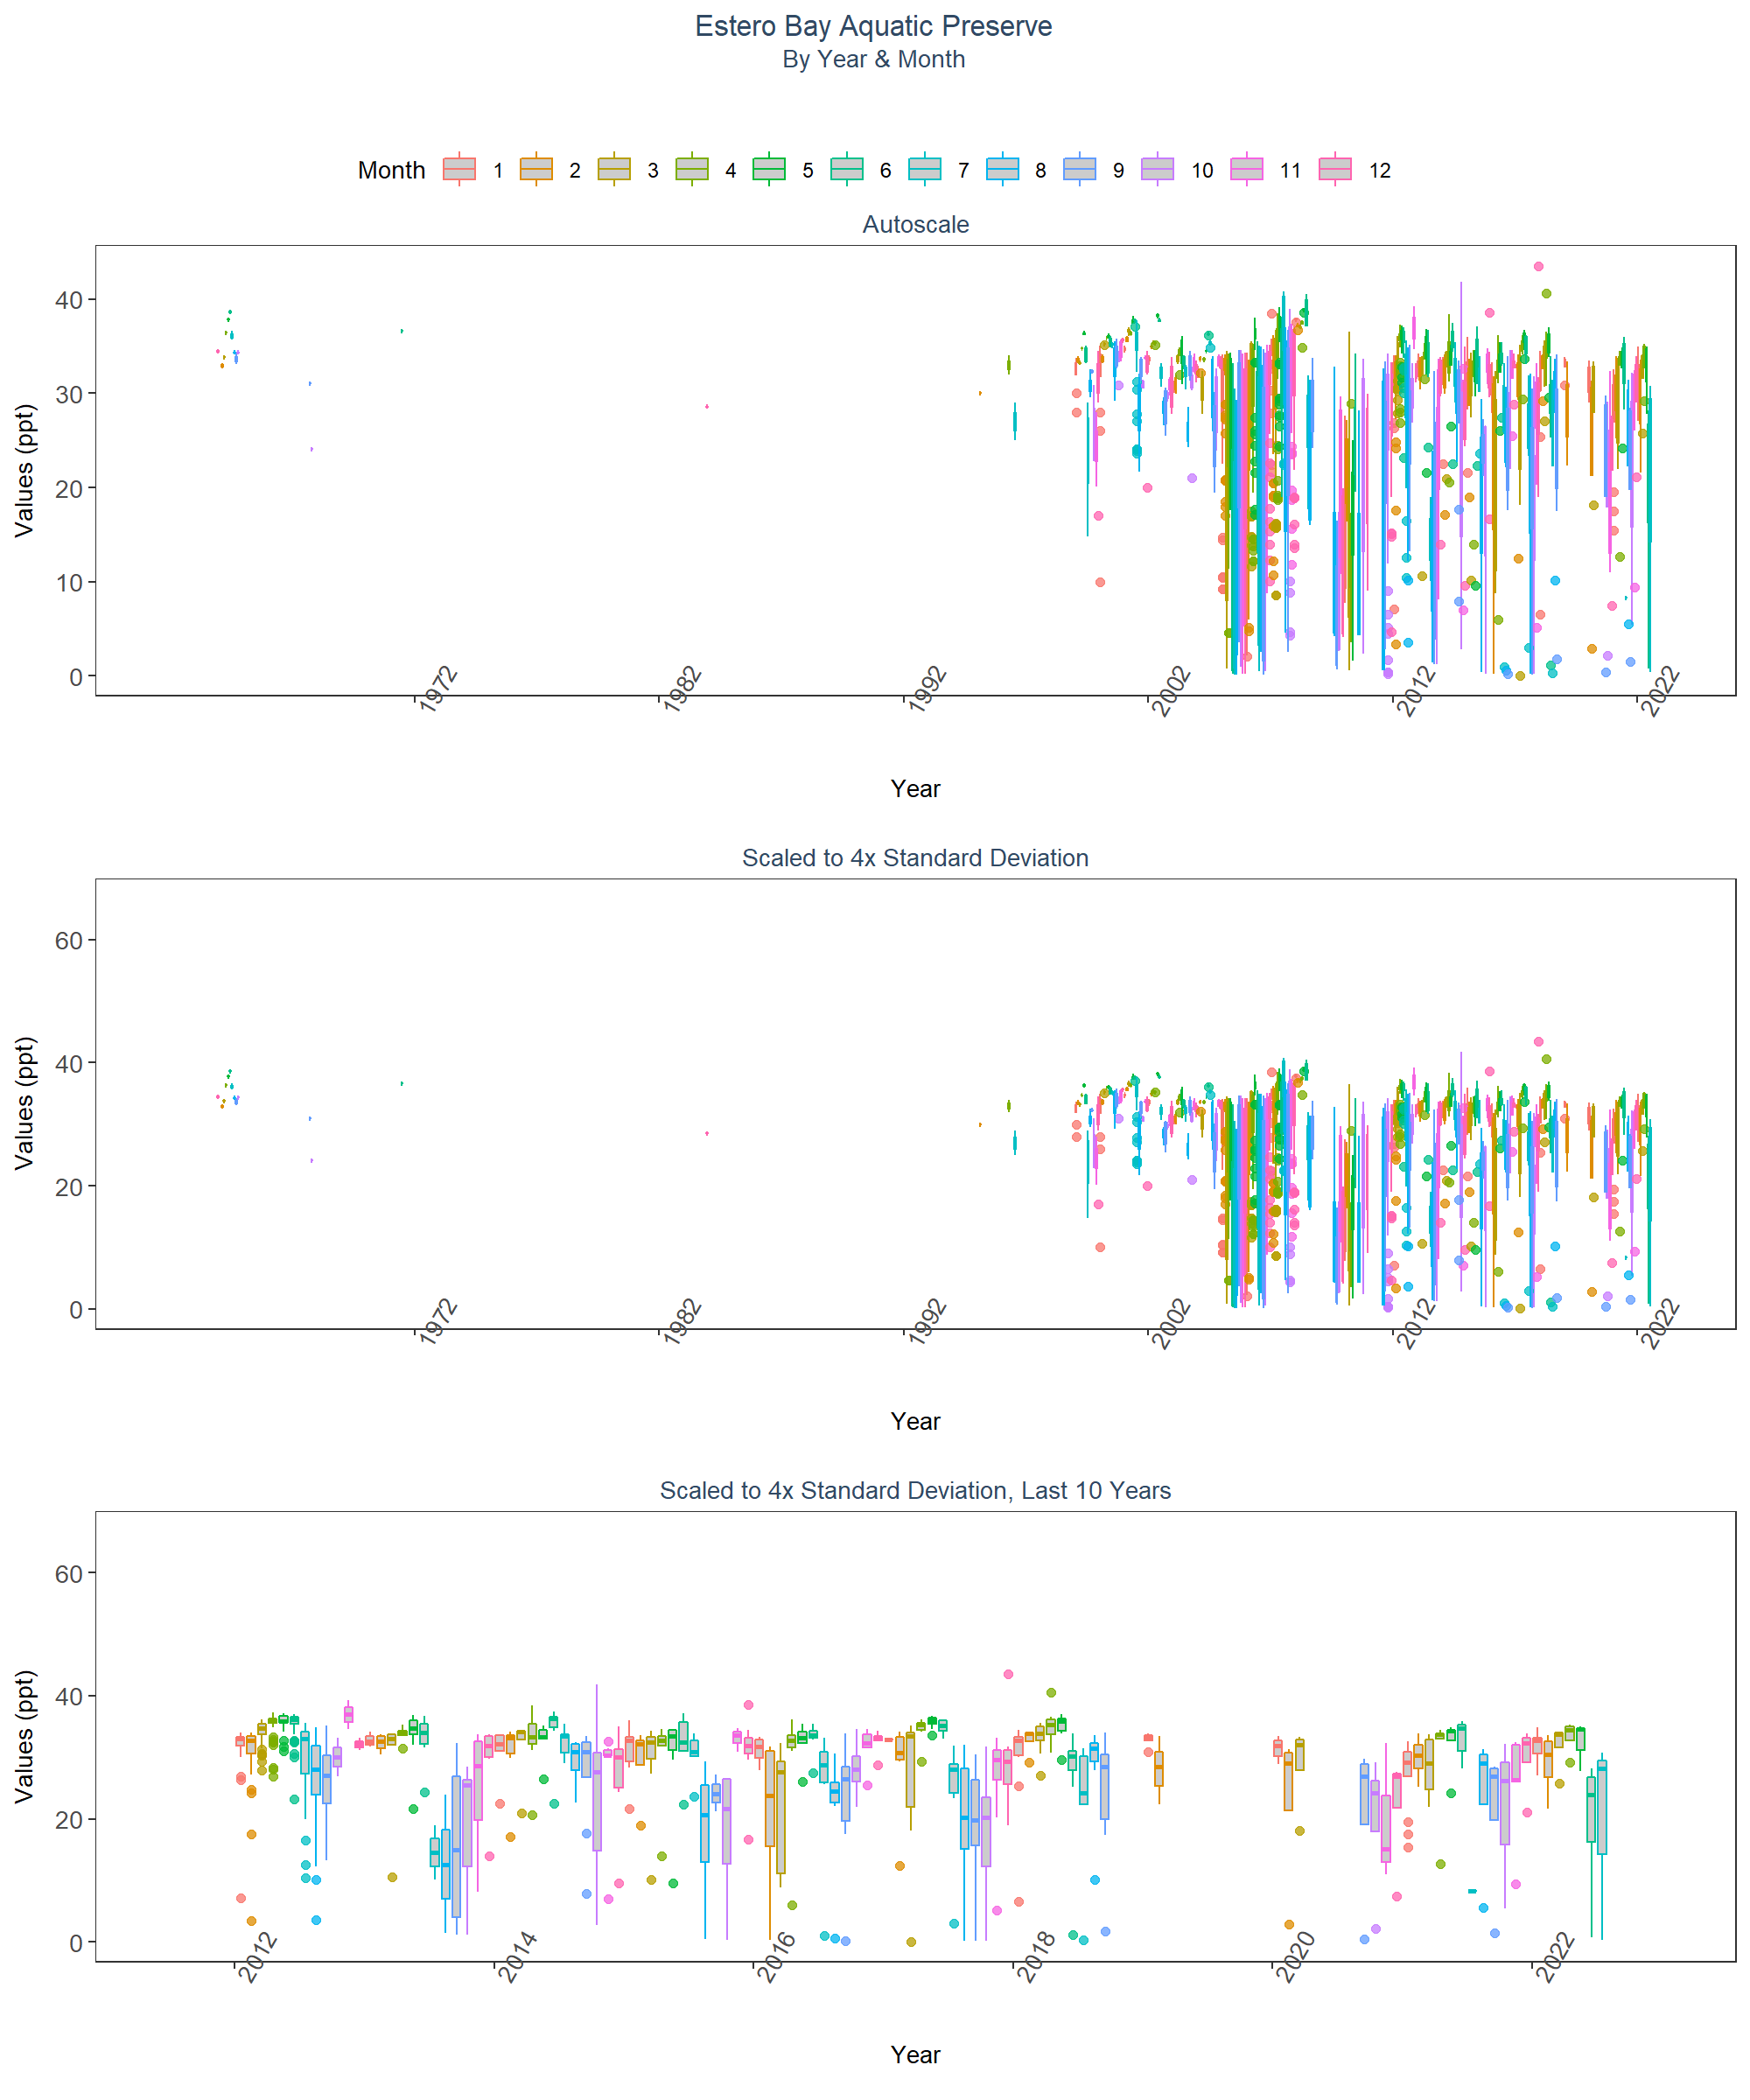 Estero Bay Aquatic Preserve
By Year & Month
Month 1 2 3 4 5 6 7 8 9 10 11 12
Autoscale
Values (ppt)
40
30
20
10
0
1972 1982 1992 2002 2012 2022
Year
Scaled to 4x Standard Deviation
Values (ppt)
60
40
20
0
1972 1982 1992 2002 2012 2022
Year
Scaled to 4x Standard Deviation, Last 10 Years
Values (ppt)
60
40
20
0
2012 2014 2016 2018 2020 2022
Year